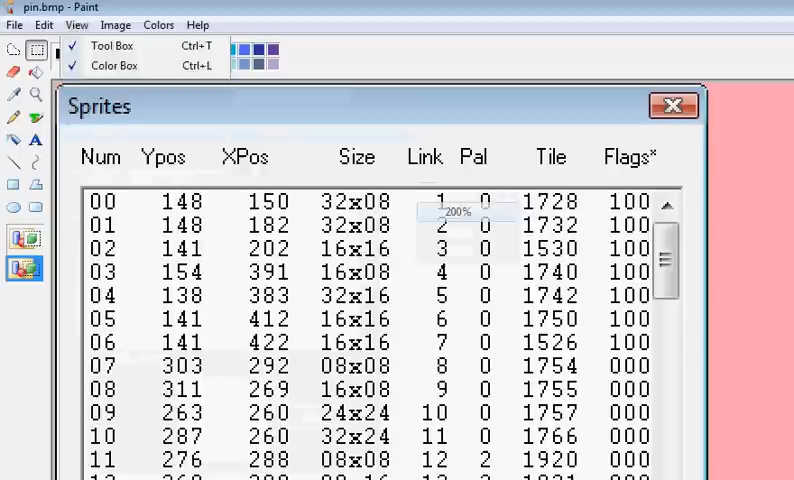 pin.bmp - Paint
File Edit View Image Colors Help
Tool Box Ctrl+T
Color Box Ctrl+L
Sprites
Num Ypos XPos Size Link Pal Tile Flags*
00 148 150 32x08 1 0 1728 100
200%
01 148 182 32x08 2 0 1732 100
02 141 202 16x16 3 0 1530 100
03 154 391 16x08 4 0 1740 100
04 138 383 32x16 5 0 1742 100
05 141 412 16x16 6 0 1750 100
06 141 422 16x16 7 0 1526 100
07 303 292 08x08 8 0 1754 000
08 311 269 16x08 9 0 1755 000
09 263 260 24x24 10 0 1757 000
10 287 260 32x24 11 0 1766 000
11 276 288 08x08 12 2 1920 000